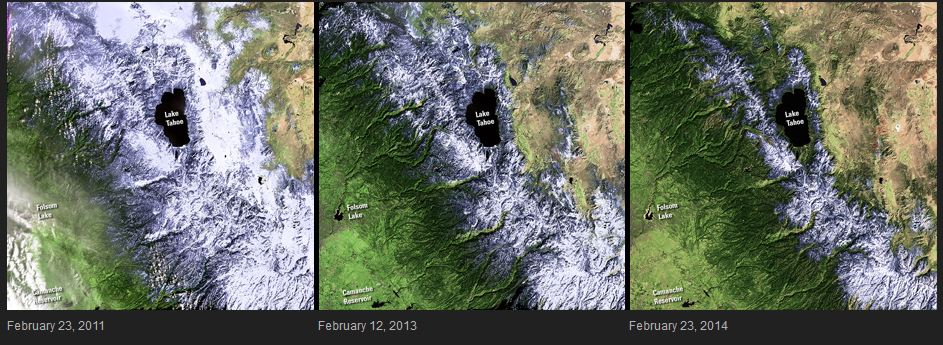 Lake
Tahoe
Folsom
Lake
Camanche
Reservoir
February 23, 2011
Lake
Tahoe
Folsom
Lake
Camanche
Reservoir
February 12, 2013
Lake
Tahoe
Folsom
Lake
Camanche
Reservoir
February 23, 2014